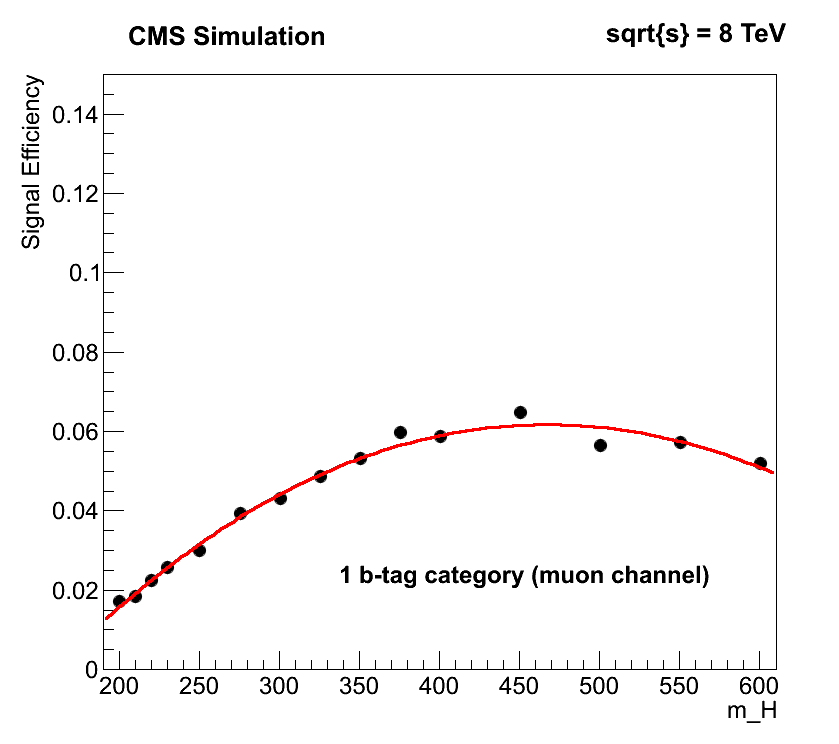 CMS Simulation
sqrt{s} = 8 TeV
Signal Efficiency
0.14
0.12
0.1
0.08
0.06
0.04
0.02
0
1 b-tag category (muon channel)
200 250 300 350 400 450 500 550 600
m_H